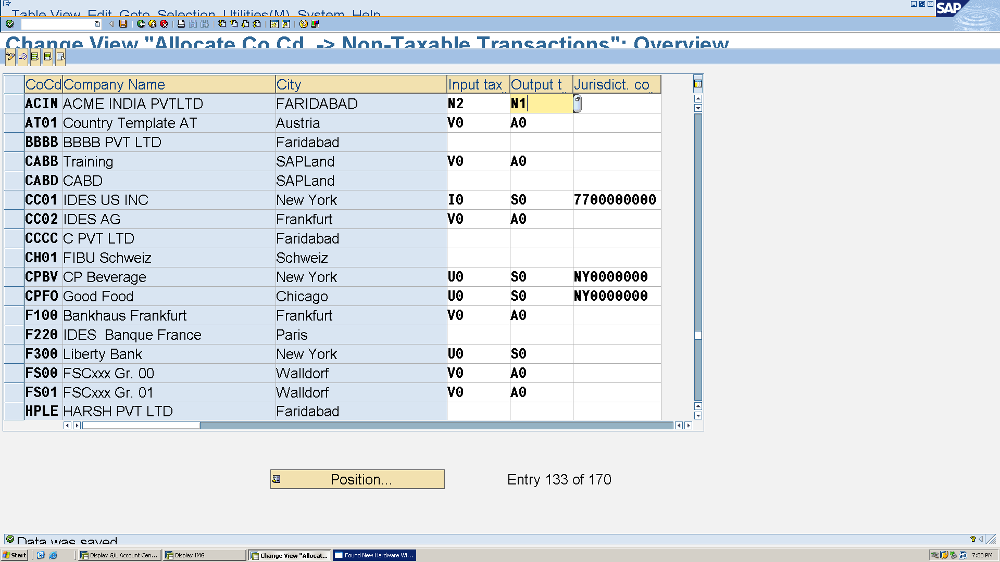 Table View Edit Goto Selection Utilities(M) System Help
SAP
Change View "Allocate Co.Cd. -> Non-Taxable Transactions": Overview
CoCd Company Name City Input tax Output t Jurisdict. co
ACIN ACME INDIA PVTLTD FARIDABAD N2 N1
AT01 Country Template AT Austria V0 A0
BBBB BBBB PVT LTD Faridabad
CABB Training SAPLand V0 A0
CABD CABD SAPLand
CC01 IDES US INC New York I0 S0 7700000000
CC02 IDES AG Frankfurt V0 A0
CCCC C PVT LTD Faridabad
CH01 FIBU Schweiz Schweiz
CPBV CP Beverage New York U0 S0 NY0000000
CPFO Good Food Chicago U0 S0 NY0000000
F100 Bankhaus Frankfurt Frankfurt V0 A0
F220 IDES Banque France Paris
F300 Liberty Bank New York U0 S0
FS00 FSCxxx Gr. 00 Walldorf V0 A0
FS01 FSCxxx Gr. 01 Walldorf V0 A0
HPLE HARSH PVT LTD Faridabad
Position... Entry 133 of 170
Data was saved
Start Display G/L Account Cen... Display IMG Change View "Allocat... Found New Hardware Wi... 7:58 PM